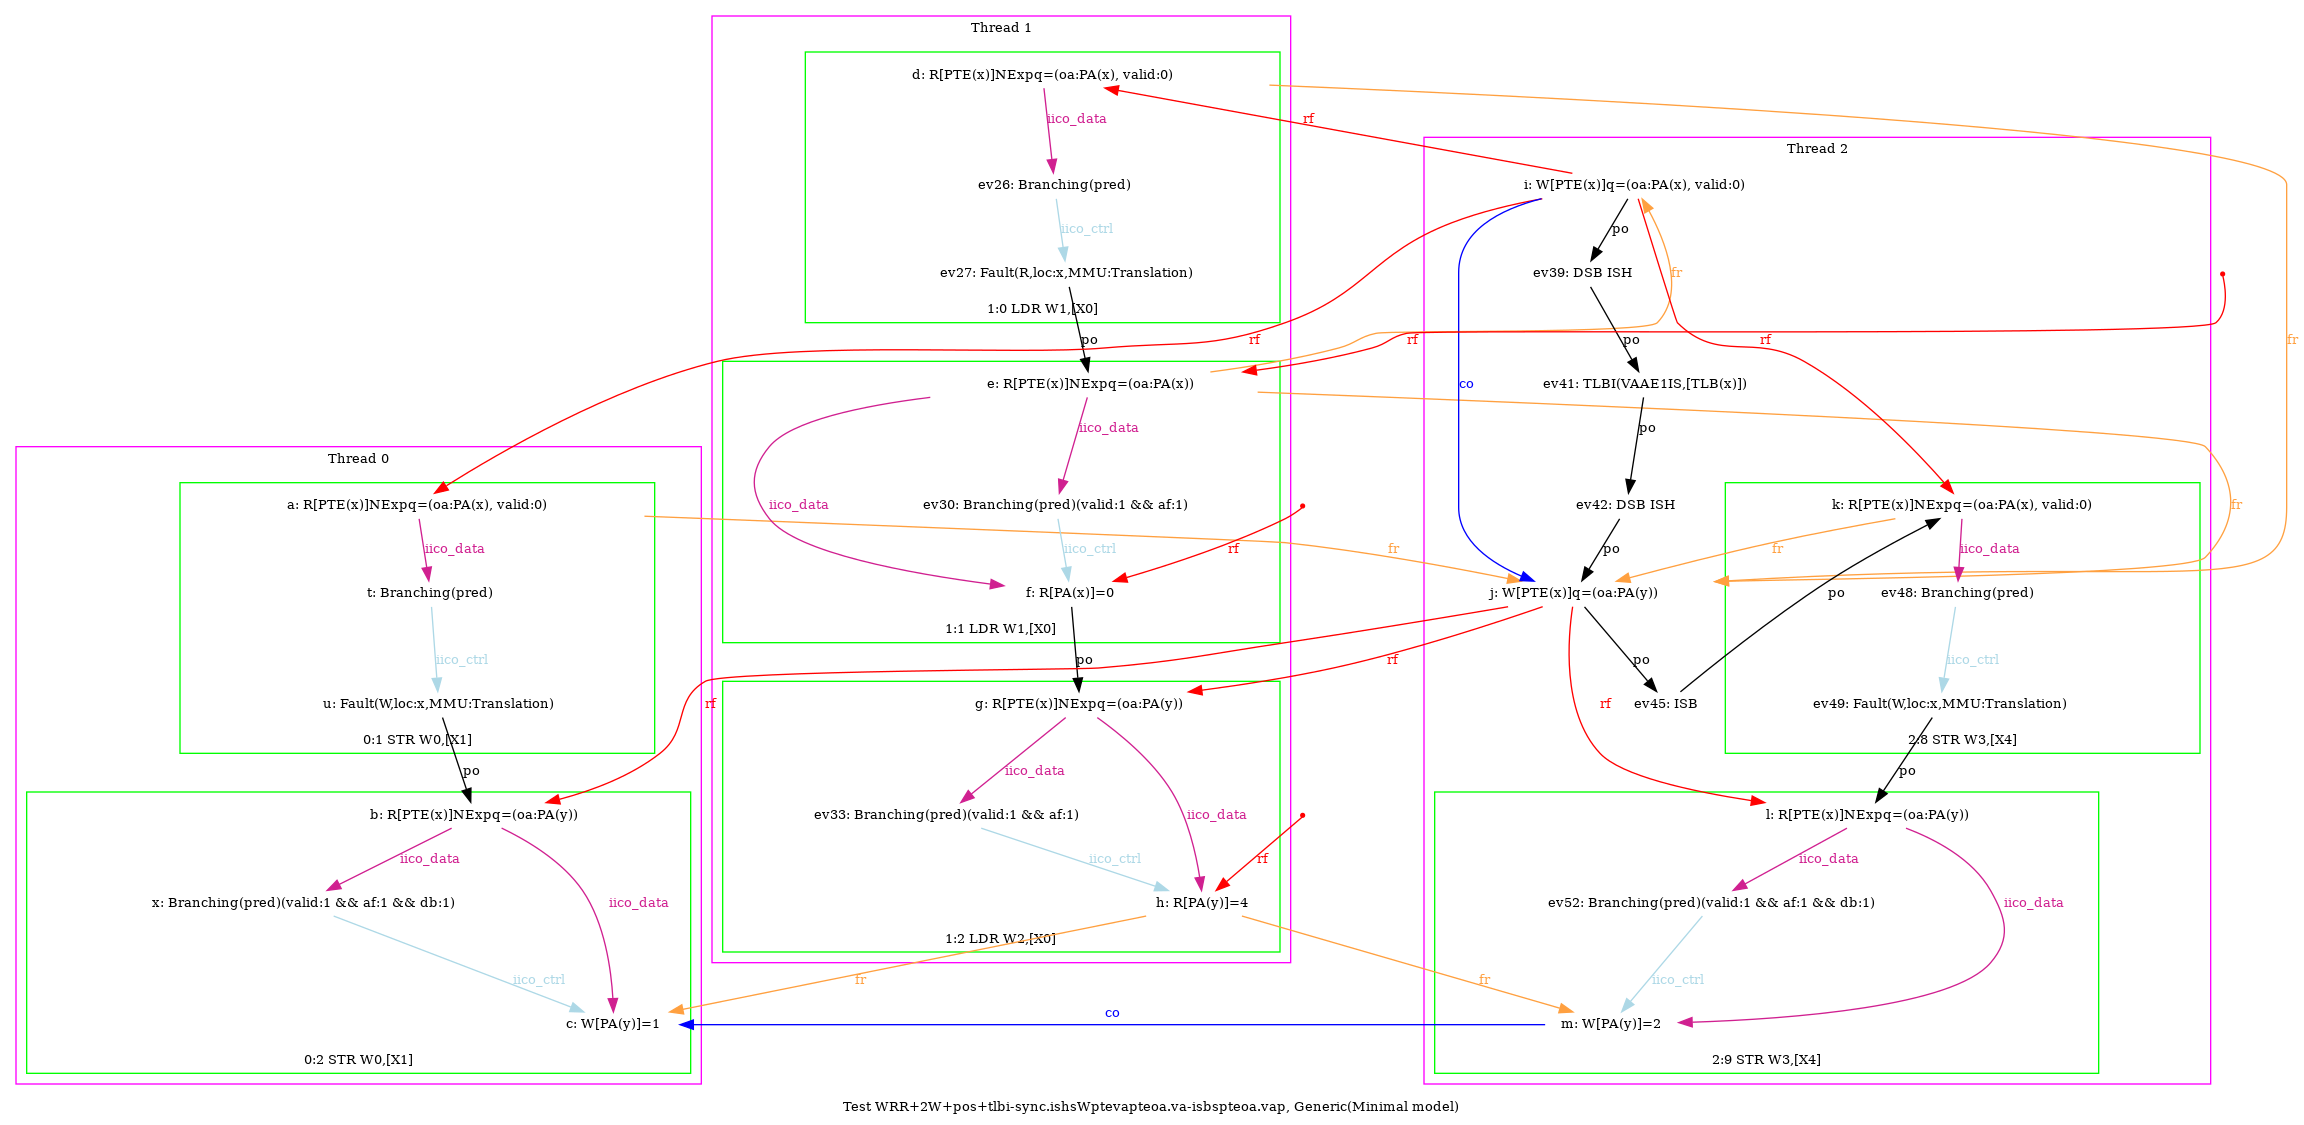 Thread 1
d: R[PTE(x)]NExpq=(oa:PA(x), valid:0)
rf
iico_data
Thread 2
ev26: Branching(pred)
i: W[PTE(x)]q=(oa:PA(x), valid:0)
iico_ctrl
po
ev27: Fault(R,loc:x,MMU:Translation)
ev39: DSB ISH
fr
1:0 LDR W1,[X0]
po
rf
rf
po
rf
fr
e: R[PTE(x)]NExpq=(oa:PA(x))
co
ev41: TLBI(VAAE1IS,[TLB(x)])
iico_data
po
Thread 0
a: R[PTE(x)]NExpq=(oa:PA(x), valid:0)
iico_data
ev30: Branching(pred)(valid:1 && af:1)
ev42: DSB ISH
k: R[PTE(x)]NExpq=(oa:PA(x), valid:0)
fr
iico_data
iico_ctrl
rf
fr
po
fr
iico_data
t: Branching(pred)
f: R[PA(x)]=0
j: W[PTE(x)]q=(oa:PA(y))
po
ev48: Branching(pred)
1:1 LDR W1,[X0]
iico_ctrl
po
rf
po
iico_ctrl
u: Fault(W,loc:x,MMU:Translation)
rf
g: R[PTE(x)]NExpq=(oa:PA(y))
rf
ev45: ISB
ev49: Fault(W,loc:x,MMU:Translation)
0:1 STR W0,[X1]
2:8 STR W3,[X4]
po
iico_data
po
b: R[PTE(x)]NExpq=(oa:PA(y))
ev33: Branching(pred)(valid:1 && af:1)
iico_data
l: R[PTE(x)]NExpq=(oa:PA(y))
iico_data
iico_ctrl
rf
iico_data
x: Branching(pred)(valid:1 && af:1 && db:1)
iico_data
h: R[PA(y)]=4
ev52: Branching(pred)(valid:1 && af:1 && db:1)
iico_data
1:2 LDR W2,[X0]
iico_ctrl
fr
fr
iico_ctrl
c: W[PA(y)]=1
co
m: W[PA(y)]=2
0:2 STR W0,[X1]
2:9 STR W3,[X4]
Test WRR+2W+pos+tlbi-sync.ishsWptevapteoa.va-isbspteoa.vap, Generic(Minimal model)